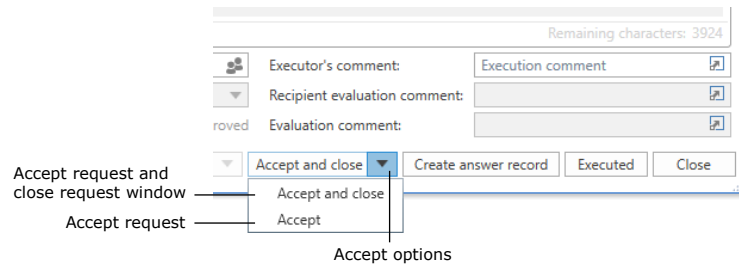 Remaining characters: 3924
Executor's comment: Execution comment
Recipient evaluation comment:
roved Evaluation comment:
Accept and close Create answer record Executed Close
Accept request and
close request window
Accept and close
Accept request
Accept
Accept options